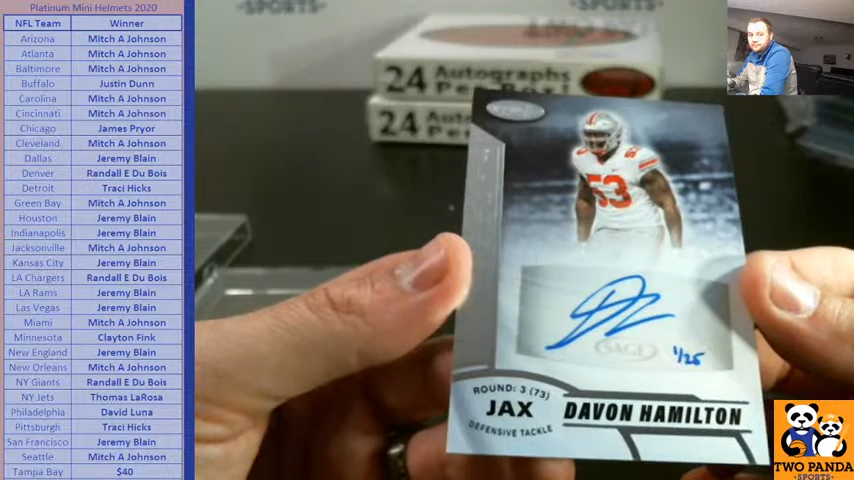 Platinum Mini Helmets 2020
NFL Team Winner
Arizona Mitch A Johnson
Atlanta Mitch A Johnson
Baltimore Mitch A Johnson
Buffalo Justin Dunn
Carolina Mitch A Johnson
Cincinnati Mitch A Johnson
Chicago James Pryor
Cleveland Mitch A Johnson
Dallas Jeremy Blain
Denver Randall E Du Bois
Detroit Traci Hicks
Green Bay Mitch A Johnson
Houston Jeremy Blain
Indianapolis Jeremy Blain
Jacksonville Mitch A Johnson
Kansas City Jeremy Blain
LA Chargers Randall E Du Bois
LA Rams Jeremy Blain
Las Vegas Jeremy Blain
Miami Mitch A Johnson
Minnesota Clayton Fink
New England Jeremy Blain
New Orleans Mitch A Johnson
NY Giants Randall E Du Bois
NY Jets Thomas LaRosa
Philadelphia David Luna
Pittsburgh Traci Hicks
San Francisco Jeremy Blain
Seattle Mitch A Johnson
Tampa Bay $40
SPORTS
SPORTS
24 Autographs
Per Box!
24 Auto
53
SAGE
1/25
ROUND: 3 (73)
JAX
DEFENSIVE TACKLE
DAVON HAMILTON
TWO PANDA
SPORTS